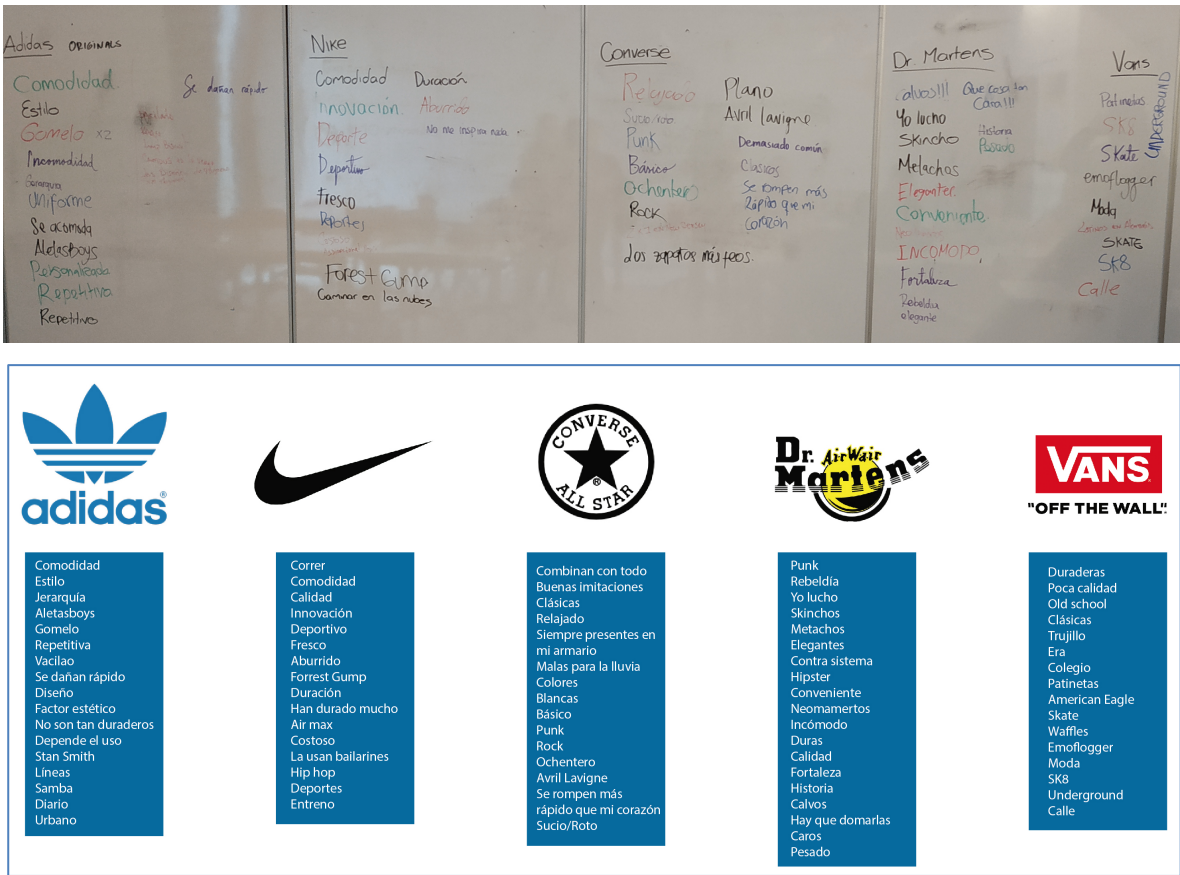 Adidas ORIGINALS
Comodidad
Se dañan rápido
Estilo
Gomelo x2
Incomodidad
Uniforme
Se acomoda
Aletasboys
Personalizada
Repetitiva
Repetitivo
Nike
Comodidad
Duración
Innovación
Aburrido
Deporte
No me inspira nada
Deportivo
Fresco
Deportes
Forest Gump
Caminar en las nubes
Converse
Relajado
Plano
Sucio/roto
Avril Lavigne
Punk
Demasiado común
Básico
Clasicos
Ochentero
Se rompen más
Rápido que mi
corazón
Rock
Los zapatos más feos.
Dr. Martens
calvos!!!
Que cosa tan
cara!!!
Yo lucho
Skincho
Historia
Pesado
Metachos
Elegantes.
Conveniente.
INCOMODO,
Fortaleza
Rebeldia
elegante
Vans
UNDERGROUND
Patinetas
SK8
Skate
emoflogger
Moda
SKATE
SK8
Calle
adidas®
CONVERSE
ALL STAR
®
Dr. AirWair
Martens
VANS
"OFF THE WALL"
Comodidad
Estilo
Jerarquía
Aletasboys
Gomelo
Repetitiva
Vacilao
Se dañan rápido
Diseño
Factor estético
No son tan duraderos
Depende el uso
Stan Smith
Líneas
Samba
Diario
Urbano
Correr
Comodidad
Calidad
Innovación
Deportivo
Fresco
Aburrido
Forrest Gump
Duración
Han durado mucho
Air max
Costoso
La usan bailarines
Hip hop
Deportes
Entreno
Combinan con todo
Buenas imitaciones
Clásicas
Relajado
Siempre presentes en
mi armario
Malas para la lluvia
Colores
Blancas
Básico
Punk
Rock
Ochentero
Avril Lavigne
Se rompen más
rápido que mi corazón
Sucio/Roto
Punk
Rebeldía
Yo lucho
Skinchos
Metachos
Elegantes
Contra sistema
Hipster
Conveniente
Neomamertos
Incómodo
Duras
Calidad
Fortaleza
Historia
Calvos
Hay que domarlas
Caros
Pesado
Duraderas
Poca calidad
Old school
Clásicas
Trujillo
Era
Colegio
Patinetas
American Eagle
Skate
Waffles
Emoflogger
Moda
SK8
Underground
Calle